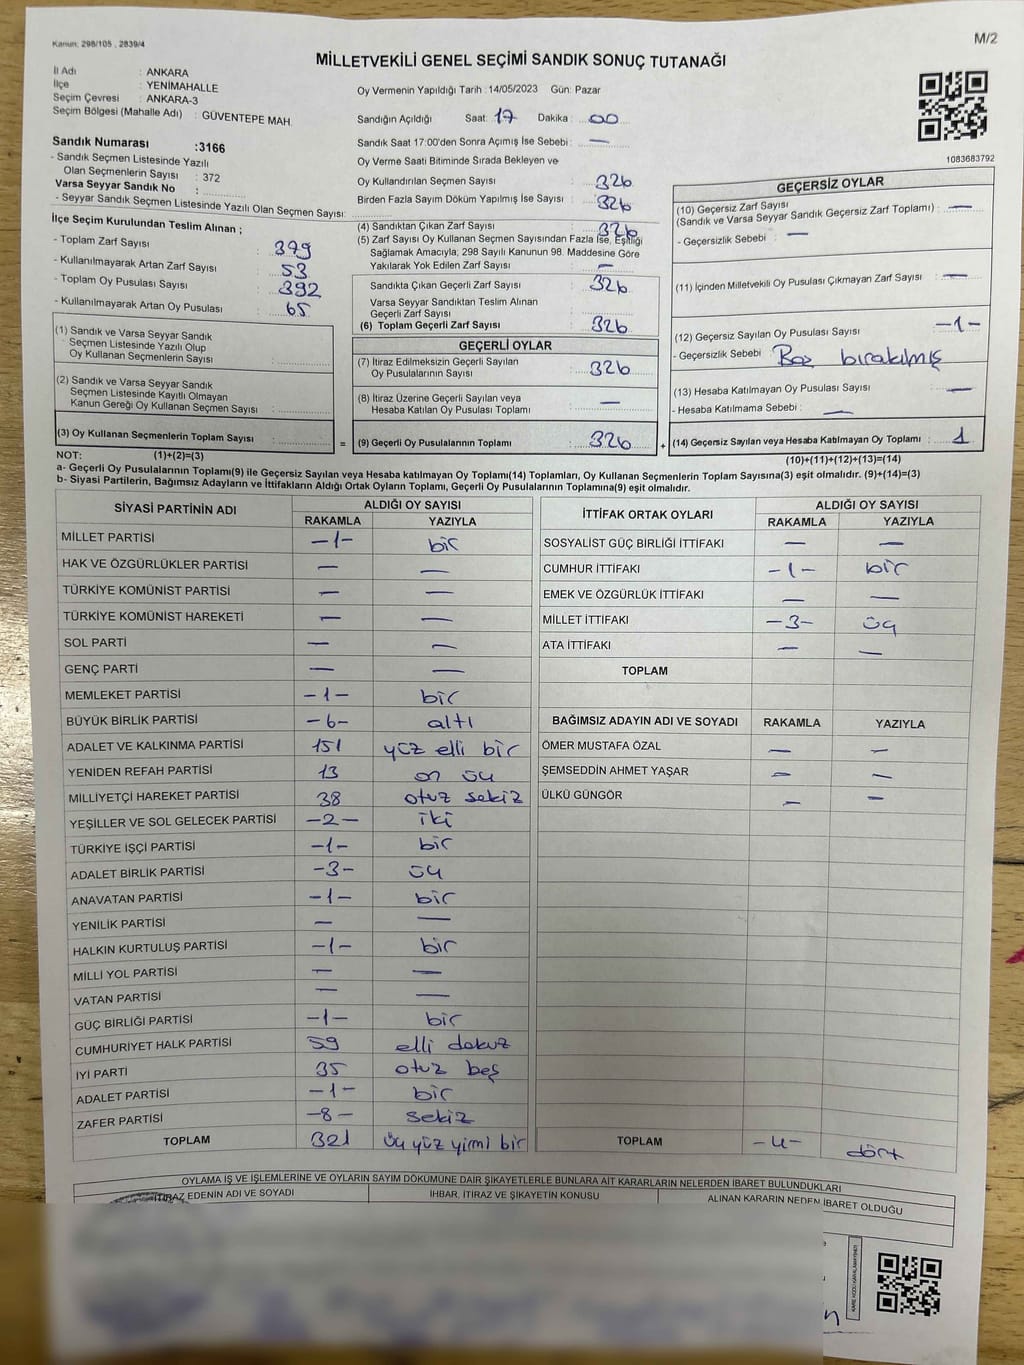 Kanun: 298/105 , 2839/4
M/2
MİLLETVEKİLİ GENEL SEÇİMİ SANDIK SONUÇ TUTANAĞI
İl Adı : ANKARA
İlçe : YENİMAHALLE
Seçim Çevresi : ANKARA-3
Seçim Bölgesi (Mahalle Adı) : GÜVENTEPE MAH.
Oy Vermenin Yapıldığı Tarih : 14/05/2023 Gün: Pazar
Sandığın Açıldığı Saat: 17 Dakika : 00
Sandık Saat 17:00'den Sonra Açımış İse Sebebi : —
Oy Verme Saati Bitiminde Sırada Bekleyen ve
Oy Kullandırılan Seçmen Sayısı : 326
Birden Fazla Sayım Döküm Yapılmış İse Sayısı : 326
1083683792
Sandık Numarası :3166
- Sandık Seçmen Listesinde Yazılı
Olan Seçmenlerin Sayısı : 372
Varsa Seyyar Sandık No :
- Seyyar Sandık Seçmen Listesinde Yazılı Olan Seçmen Sayısı:
İlçe Seçim Kurulundan Teslim Alınan ;
- Toplam Zarf Sayısı : 379
- Kullanılmayarak Artan Zarf Sayısı : 53
- Toplam Oy Pusulası Sayısı : 392
- Kullanılmayarak Artan Oy Pusulası : 65
(1) Sandık ve Varsa Seyyar Sandık
Seçmen Listesinde Yazılı Olup
Oy Kullanan Seçmenlerin Sayısı :
(2) Sandık ve Varsa Seyyar Sandık
Seçmen Listesinde Kayıtlı Olmayan
Kanun Gereği Oy Kullanan Seçmen Sayısı :
(3) Oy Kullanan Seçmenlerin Toplam Sayısı :
(4) Sandıktan Çıkan Zarf Sayısı : 326
(5) Zarf Sayısı Oy Kullanan Seçmen Sayısından Fazla İse, Eşitliği
Sağlamak Amacıyla; 298 Sayılı Kanunun 98. Maddesine Göre
Yakılarak Yok Edilen Zarf Sayısı : —
Sandıkta Çıkan Geçerli Zarf Sayısı : 326
Varsa Seyyar Sandıktan Teslim Alınan
Geçerli Zarf Sayısı :
(6) Toplam Geçerli Zarf Sayısı : 326
GEÇERLİ OYLAR
(7) İtiraz Edilmeksizin Geçerli Sayılan
Oy Pusulalarının Sayısı : 326
(8) İtiraz Üzerine Geçerli Sayılan veya
Hesaba Katılan Oy Pusulası Toplamı : —
= (9) Geçerli Oy Pusulalarının Toplamı : 326
GEÇERSİZ OYLAR
(10) Geçersiz Zarf Sayısı
(Sandık ve Varsa Seyyar Sandık Geçersiz Zarf Toplamı) : —
- Geçersizlik Sebebi : —
(11) İçinden Milletvekili Oy Pusulası Çıkmayan Zarf Sayısı : —
(12) Geçersiz Sayılan Oy Pusulası Sayısı : -1-
- Geçersizlik Sebebi : Boş bırakılmış
(13) Hesaba Katılmayan Oy Pusulası Sayısı : —
- Hesaba Katılmama Sebebi : —
+ (14) Geçersiz Sayılan veya Hesaba Katılmayan Oy Toplamı : 1
NOT: (1)+(2)=(3)
(10)+(11)+(12)+(13)=(14)
a- Geçerli Oy Pusulalarının Toplamı(9) ile Geçersiz Sayılan veya Hesaba katılmayan Oy Toplamı(14) Toplamları, Oy Kullanan Seçmenlerin Toplam Sayısına(3) eşit olmalıdır. (9)+(14)=(3)
b- Siyasi Partilerin, Bağımsız Adayların ve İttifakların Aldığı Ortak Oyların Toplamı, Geçerli Oy Pusulalarının Toplamına(9) eşit olmalıdır.
SİYASİ PARTİNİN ADI ALDIĞI OY SAYISI
RAKAMLA YAZIYLA
MİLLET PARTİSİ -1- bir
HAK VE ÖZGÜRLÜKLER PARTİSİ — —
TÜRKİYE KOMÜNİST PARTİSİ — —
TÜRKİYE KOMÜNİST HAREKETİ — —
SOL PARTİ — —
GENÇ PARTİ — —
MEMLEKET PARTİSİ -1- bir
BÜYÜK BİRLİK PARTİSİ -6- altı
ADALET VE KALKINMA PARTİSİ 151 yüz elli bir
YENİDEN REFAH PARTİSİ 13 on üç
MİLLİYETÇİ HAREKET PARTİSİ 38 otuz sekiz
YEŞİLLER VE SOL GELECEK PARTİSİ -2- iki
TÜRKİYE İŞÇİ PARTİSİ -1- bir
ADALET BİRLİK PARTİSİ -3- üç
ANAVATAN PARTİSİ -1- bir
YENİLİK PARTİSİ — —
HALKIN KURTULUŞ PARTİSİ -1- bir
MİLLİ YOL PARTİSİ — —
VATAN PARTİSİ — —
GÜÇ BİRLİĞİ PARTİSİ -1- bir
CUMHURİYET HALK PARTİSİ 59 elli dokuz
İYİ PARTİ 35 otuz beş
ADALET PARTİSİ -1- bir
ZAFER PARTİSİ -8- sekiz
TOPLAM 321 üç yüz yirmi bir
İTTİFAK ORTAK OYLARI ALDIĞI OY SAYISI
RAKAMLA YAZIYLA
SOSYALİST GÜÇ BİRLİĞİ İTTİFAKI — —
CUMHUR İTTİFAKI -1- bir
EMEK VE ÖZGÜRLÜK İTTİFAKI — —
MİLLET İTTİFAKI -3- üç
ATA İTTİFAKI — —
TOPLAM
BAĞIMSIZ ADAYIN ADI VE SOYADI RAKAMLA YAZIYLA
ÖMER MUSTAFA ÖZAL — —
ŞEMSEDDİN AHMET YAŞAR — —
ÜLKÜ GÜNGÖR — —
TOPLAM -4- dört
OYLAMA İŞ VE İŞLEMLERİNE VE OYLARIN SAYIM DÖKÜMÜNE DAİR ŞİKAYETLERLE BUNLARA AİT KARARLARIN NELERDEN İBARET BULUNDUKLARI
İTİRAZ EDENİN ADI VE SOYADI İHBAR, İTİRAZ VE ŞİKAYETİN KONUSU ALINAN KARARIN NEDEN İBARET OLDUĞU